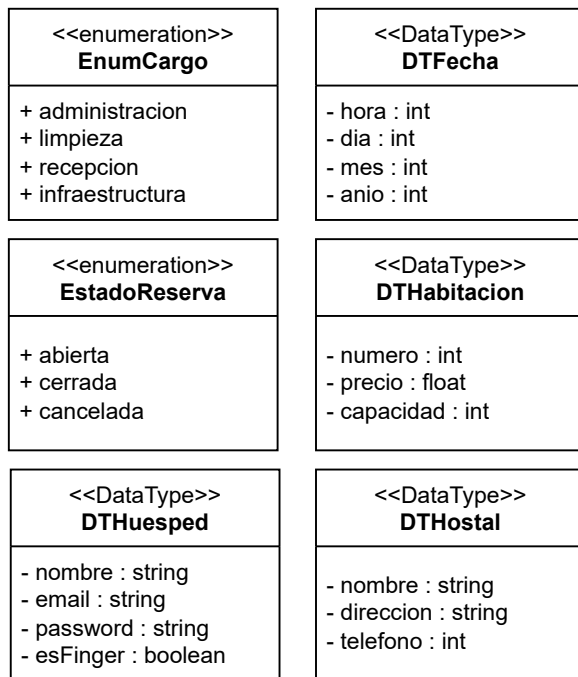 <<enumeration>>
EnumCargo
+ administracion
+ limpieza
+ recepcion
+ infraestructura
<<DataType>>
DTFecha
- hora : int
- dia : int
- mes : int
- anio : int
<<enumeration>>
EstadoReserva
+ abierta
+ cerrada
+ cancelada
<<DataType>>
DTHabitacion
- numero : int
- precio : float
- capacidad : int
<<DataType>>
DTHuesped
- nombre : string
- email : string
- password : string
- esFinger : boolean
<<DataType>>
DTHostal
- nombre : string
- direccion : string
- telefono : int